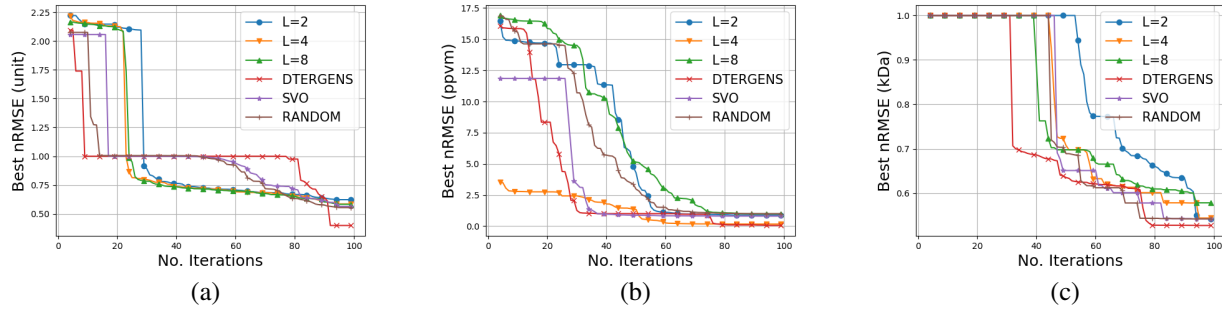 Best nRMSE (unit)
2.25
2.00
1.75
1.50
1.25
1.00
0.75
0.50
0
20
40
60
80
100
No. Iterations
L=2
L=4
L=8
DTERGENS
SVO
RANDOM
(a)
Best nRMSE (ppvm)
17.5
15.0
12.5
10.0
7.5
5.0
2.5
0.0
0
20
40
60
80
100
No. Iterations
L=2
L=4
L=8
DTERGENS
SVO
RANDOM
(b)
Best nRMSE (kDa)
1.0
0.9
0.8
0.7
0.6
0
20
40
60
80
100
No. Iterations
L=2
L=4
L=8
DTERGENS
SVO
RANDOM
(c)